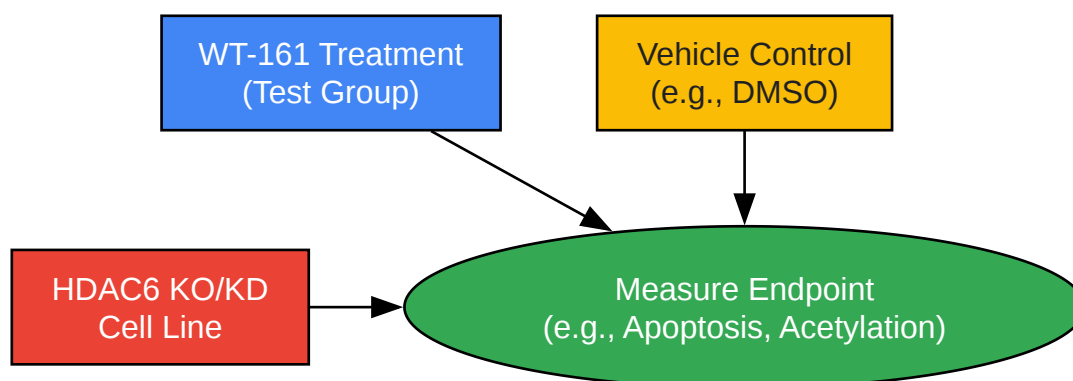 WT-161 Treatment
(Test Group)
Vehicle Control
(e.g., DMSO)
HDAC6 KO/KD
Cell Line
Measure Endpoint
(e.g., Apoptosis, Acetylation)